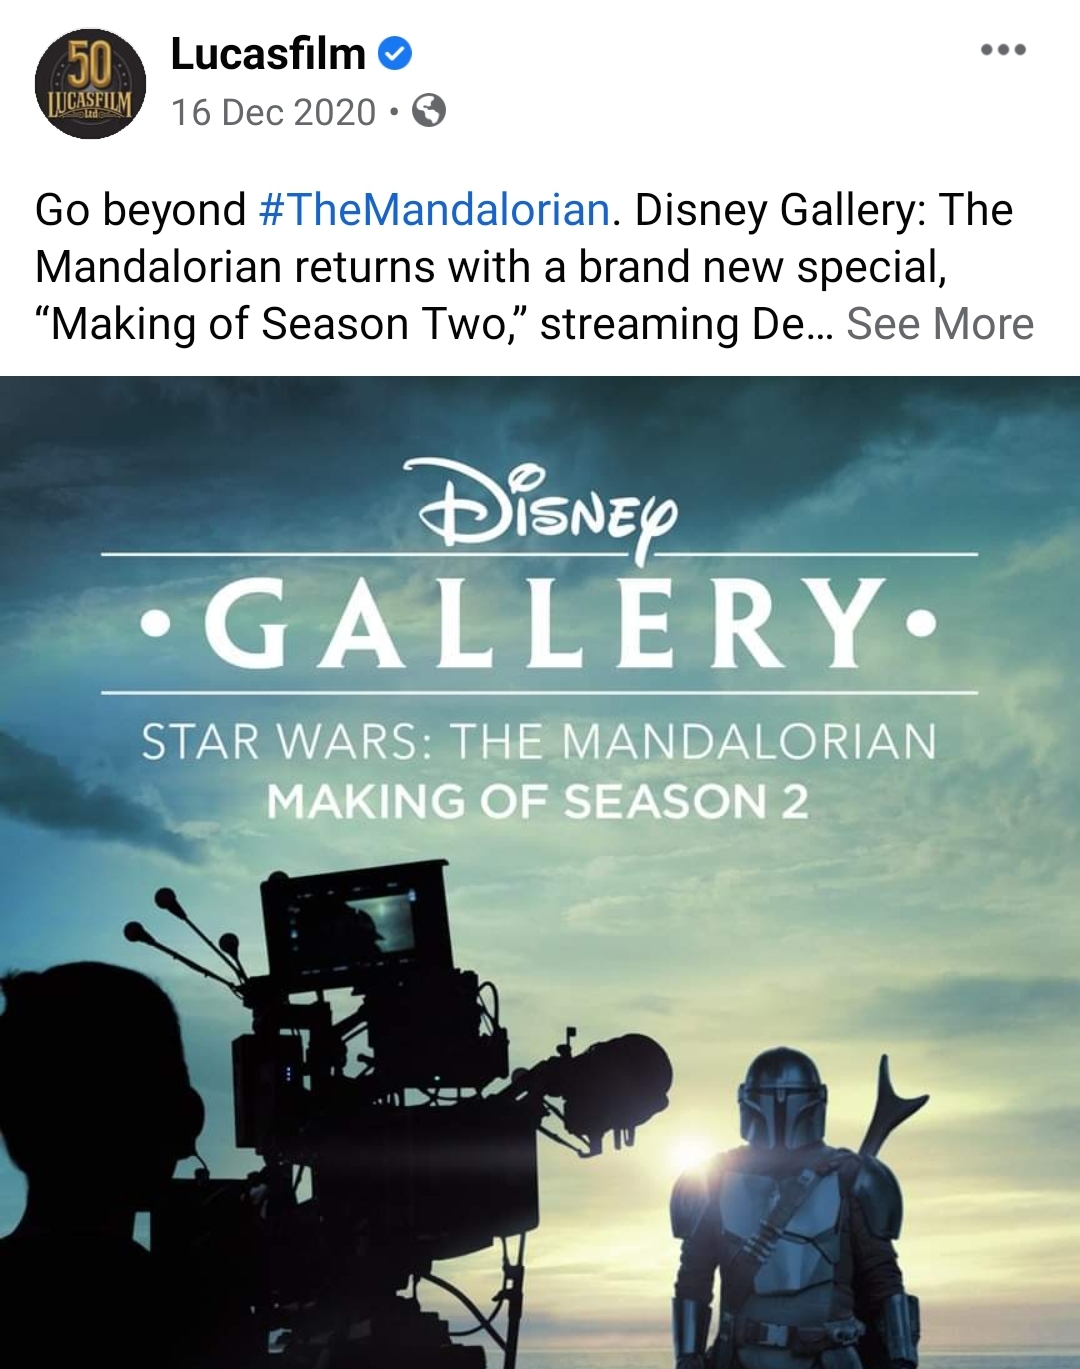 50
LUCASFILM
Ltd
Lucasfilm
16 Dec 2020 •
Go beyond #TheMandalorian. Disney Gallery: The
Mandalorian returns with a brand new special,
“Making of Season Two,” streaming De... See More
DISNEY
• GALLERY •
STAR WARS: THE MANDALORIAN
MAKING OF SEASON 2